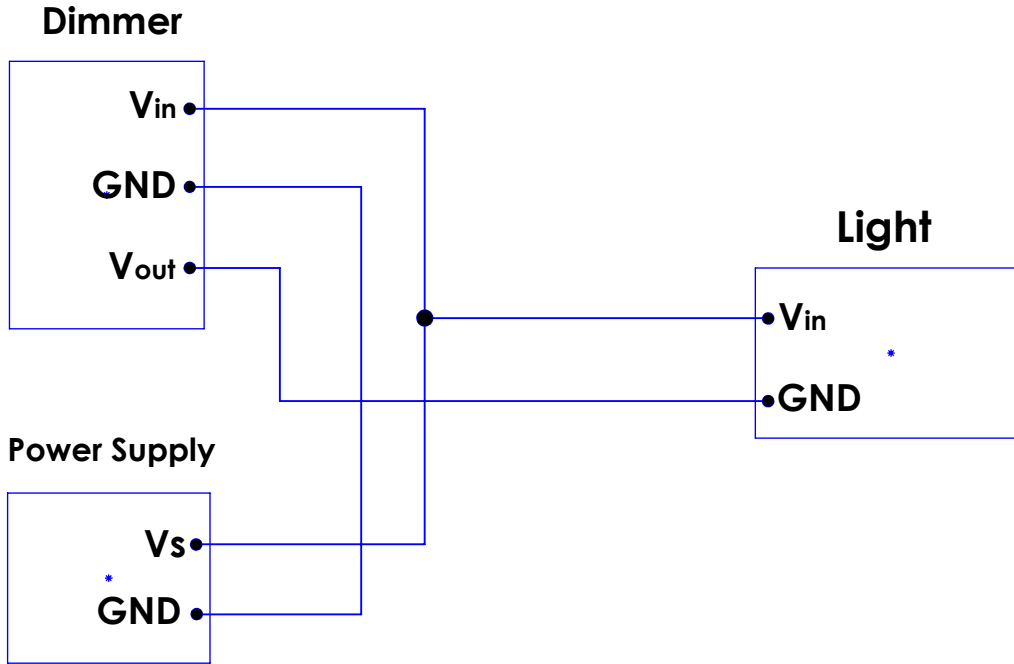 Dimmer
Vin
GND
Vout
Light
Vin
GND
Power Supply
Vs
GND